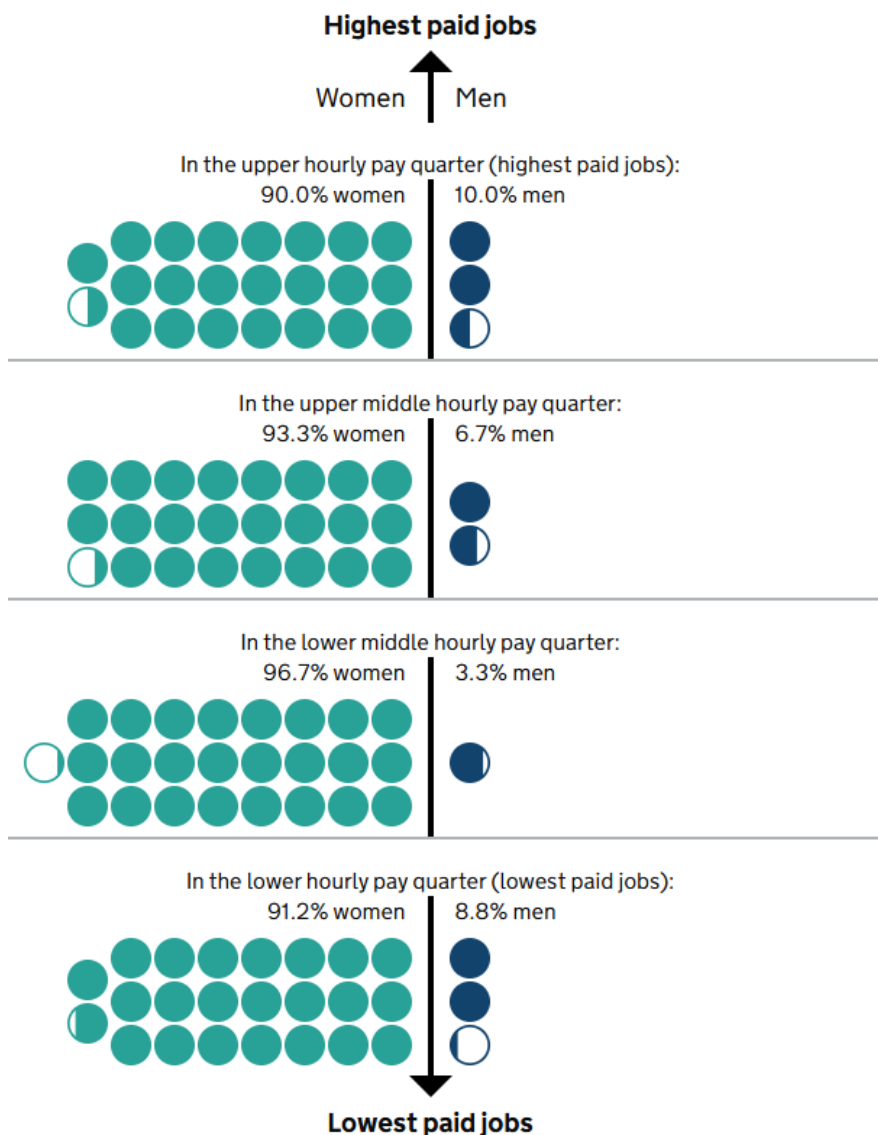 Highest paid jobs
Women Men
In the upper hourly pay quarter (highest paid jobs):
90.0% women 10.0% men
In the upper middle hourly pay quarter:
93.3% women 6.7% men
In the lower middle hourly pay quarter:
96.7% women 3.3% men
In the lower hourly pay quarter (lowest paid jobs):
91.2% women 8.8% men
Lowest paid jobs